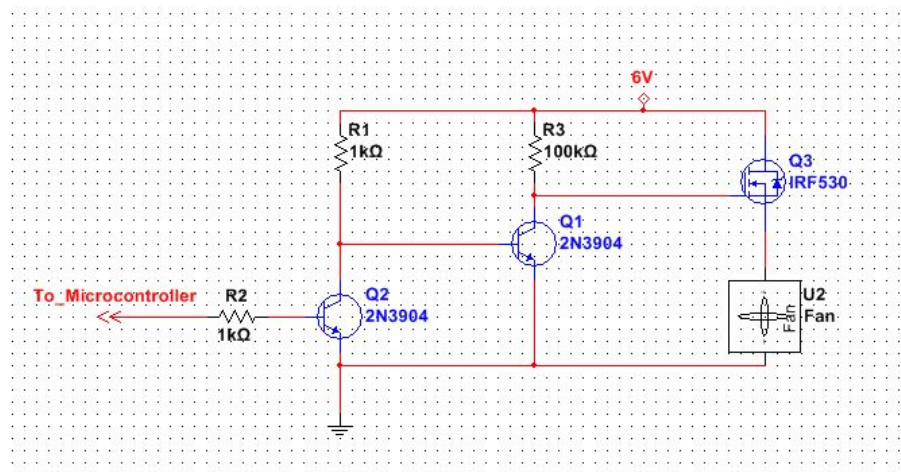 6V
R1
1kΩ
R3
100kΩ
Q3
IRF530
Q1
2N3904
To_Microcontroller
R2
1kΩ
Q2
2N3904
U2
Fan
Fan